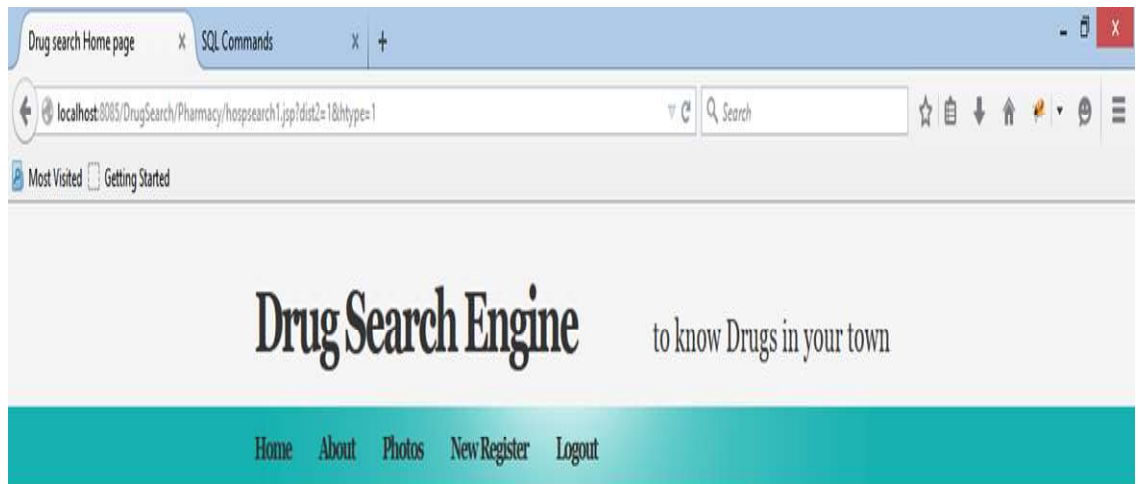 Drug search Home page x SQL Commands x +
localhost:8085/DrugSearch/Pharmacy/hospsearch1.jsp?dist2=1&htype=1 Search
Most Visited Getting Started
Drug Search Engine to know Drugs in your town
Home About Photos New Register Logout